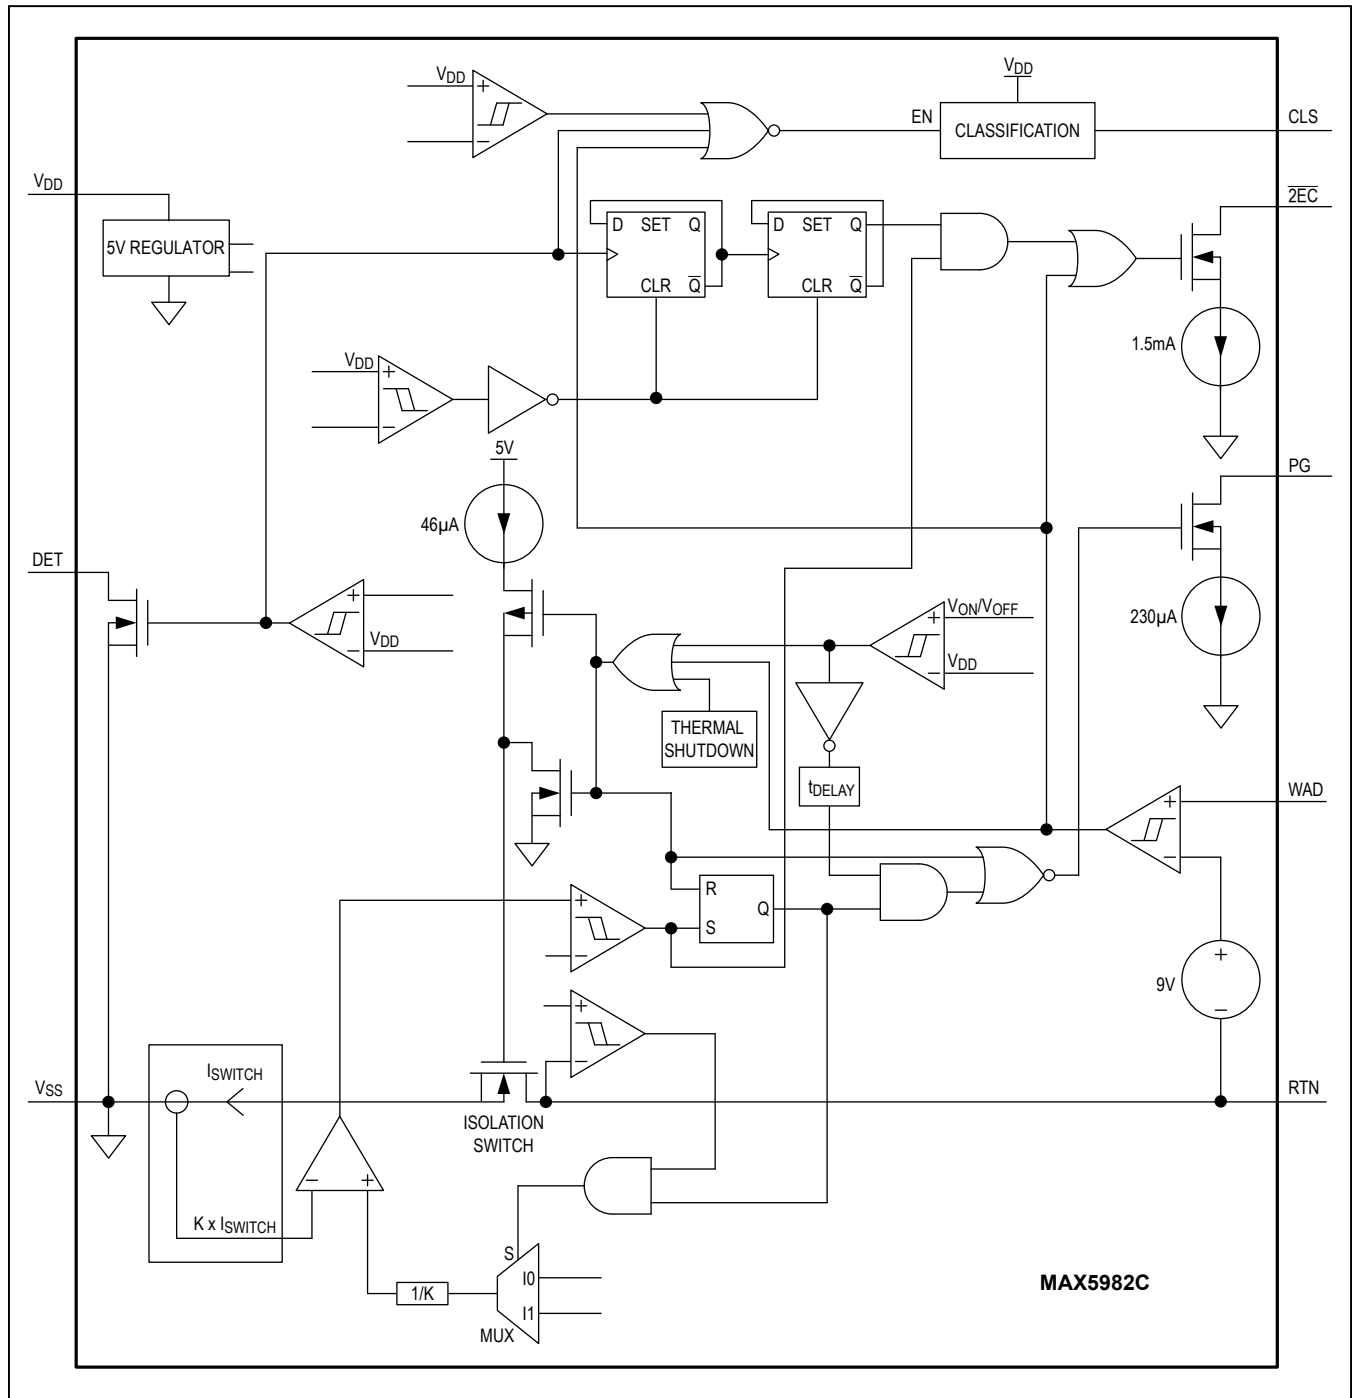 VDD
+
−
VDD
EN
CLASSIFICATION
CLS
VDD
5V REGULATOR
D SET Q
CLR Q̅
D SET Q
CLR Q̅
2̅E̅C̅
1.5mA
VDD
+
−
5V
46µA
PG
230µA
DET
+
−
VDD
VON/VOFF
+
−
VDD
THERMAL
SHUTDOWN
tDELAY
WAD
+
−
R
S
Q
+
−
9V
+
−
+
−
VSS
ISWITCH
ISOLATION
SWITCH
RTN
−
+
K x ISWITCH
S
I0
I1
1/K
MUX
MAX5982C